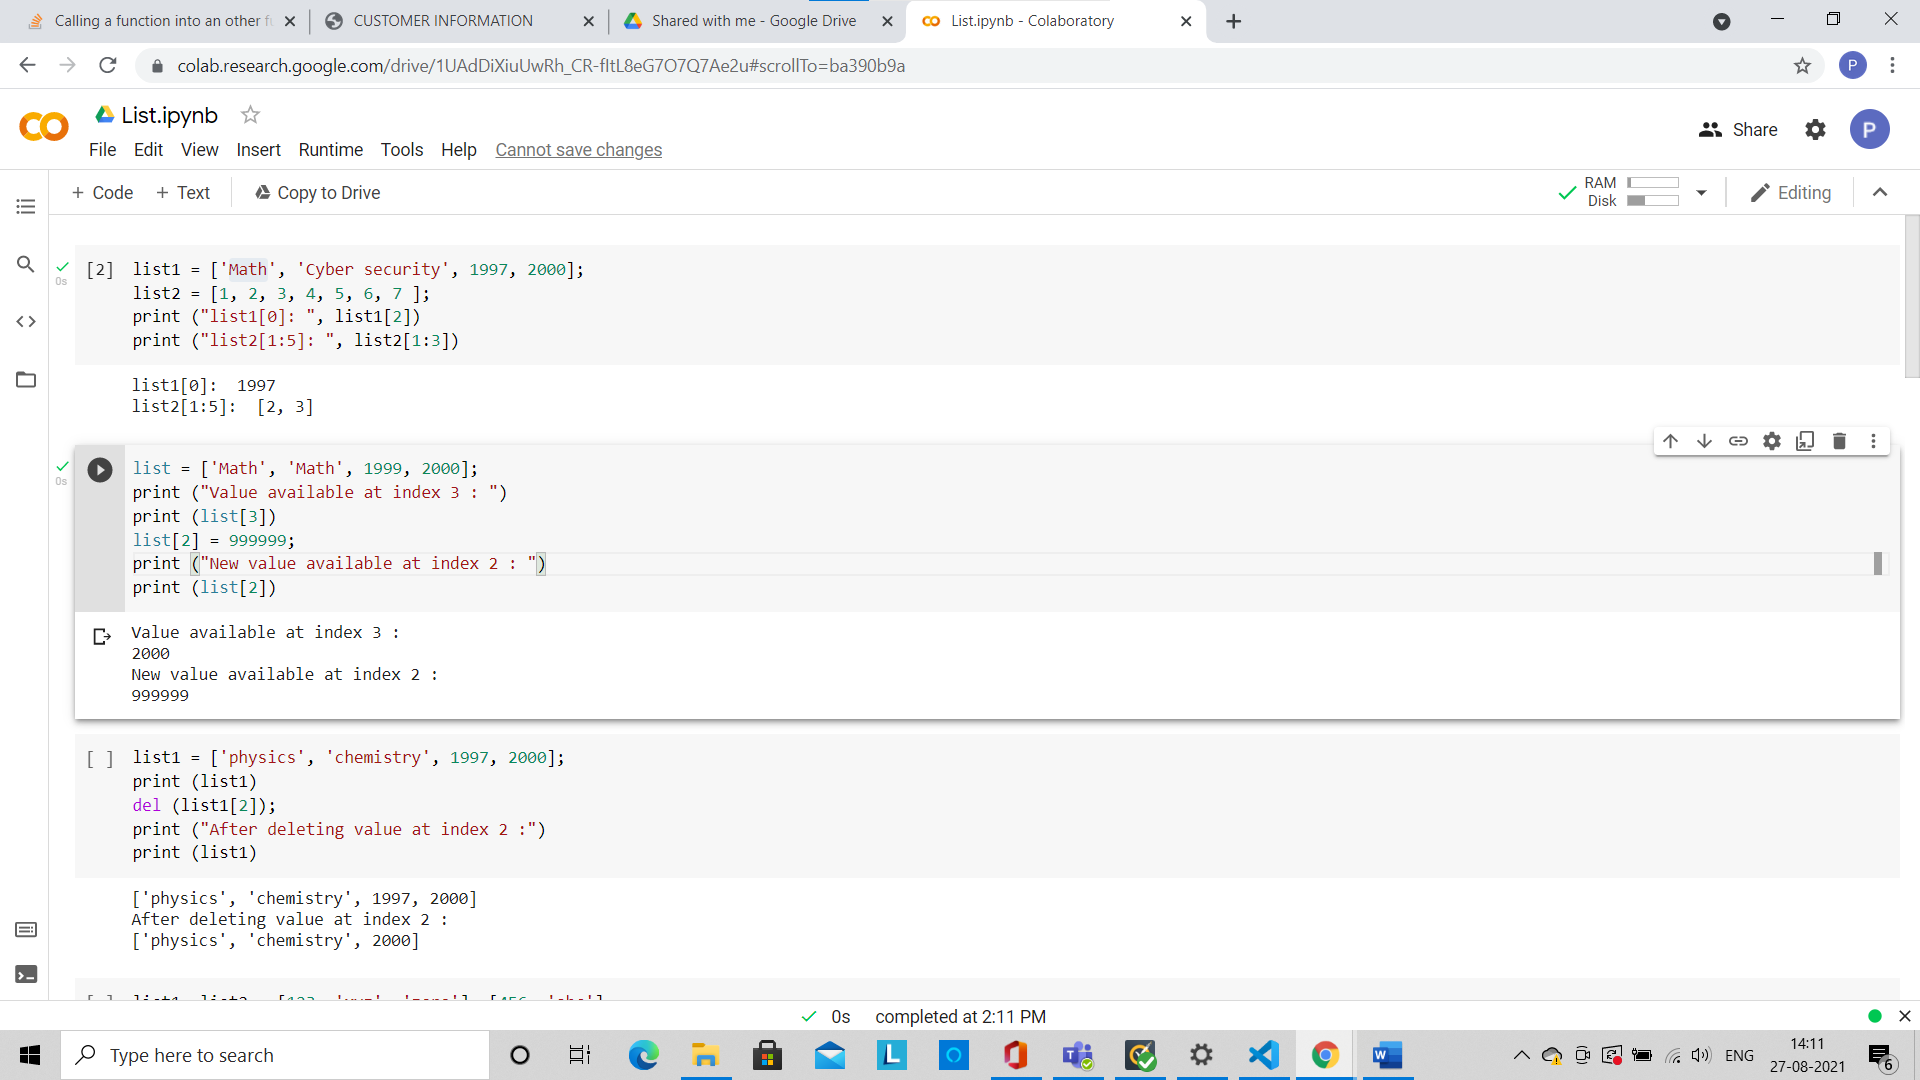 Calling a function into an other f
CUSTOMER INFORMATION
Shared with me - Google Drive
List.ipynb - Colaboratory
colab.research.google.com/drive/1UAdDiXiuUwRh_CR-fItL8eG7O7Q7Ae2u#scrollTo=ba390b9a
P
List.ipynb
File Edit View Insert Runtime Tools Help Cannot save changes
Share
P
+ Code + Text Copy to Drive
RAM
Disk
Editing
[2] list1 = ['Math', 'Cyber security', 1997, 2000];
0s
list2 = [1, 2, 3, 4, 5, 6, 7 ];
print ("list1[0]: ", list1[2])
print ("list2[1:5]: ", list2[1:3])
list1[0]:  1997
list2[1:5]:  [2, 3]
list = ['Math', 'Math', 1999, 2000];
0s
print ("Value available at index 3 : ")
print (list[3])
list[2] = 999999;
print ("New value available at index 2 : ")
print (list[2])
Value available at index 3 :
2000
New value available at index 2 :
999999
[ ] list1 = ['physics', 'chemistry', 1997, 2000];
print (list1)
del (list1[2]);
print ("After deleting value at index 2 :")
print (list1)
['physics', 'chemistry', 1997, 2000]
After deleting value at index 2 :
['physics', 'chemistry', 2000]
0s completed at 2:11 PM
Type here to search
L
W
ENG
14:11
27-08-2021
6